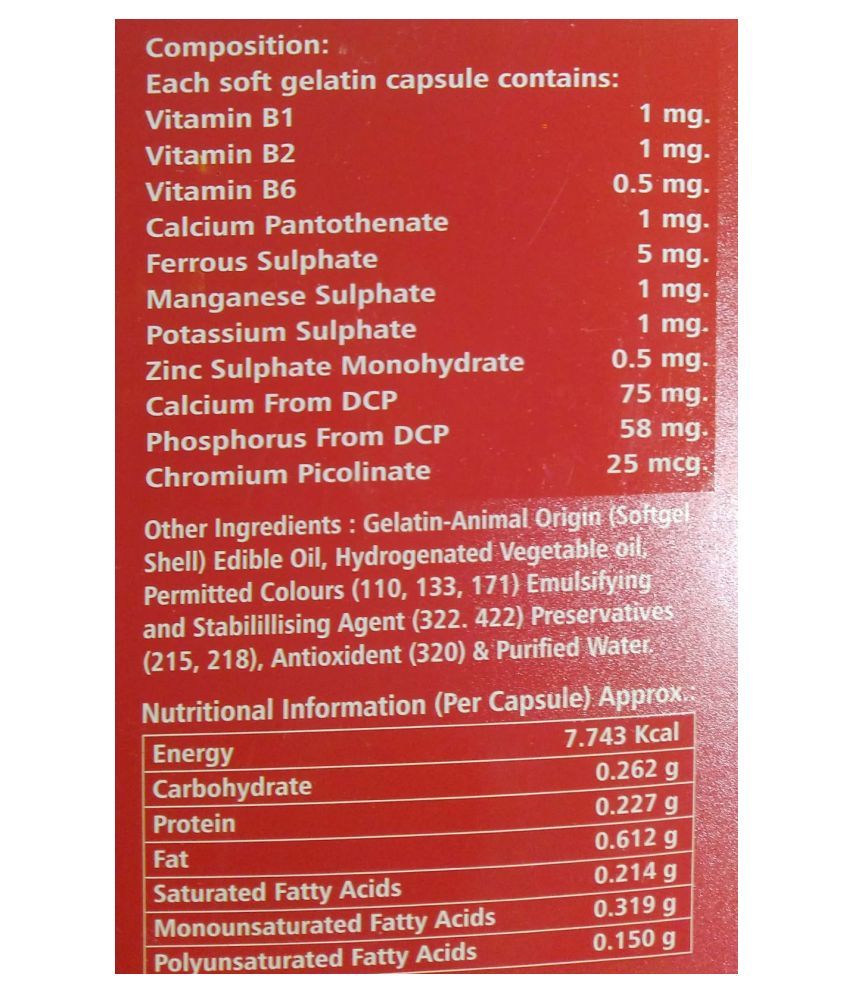 Composition:
Each soft gelatin capsule contains:
Vitamin B1 1 mg.
Vitamin B2 1 mg.
Vitamin B6 0.5 mg.
Calcium Pantothenate 1 mg.
Ferrous Sulphate 5 mg.
Manganese Sulphate 1 mg.
Potassium Sulphate 1 mg.
Zinc Sulphate Monohydrate 0.5 mg.
Calcium From DCP 75 mg.
Phosphorus From DCP 58 mg.
Chromium Picolinate 25 mcg.
Other Ingredients : Gelatin-Animal Origin (Softgel
Shell) Edible Oil, Hydrogenated Vegetable oil,
Permitted Colours (110, 133, 171) Emulsifying
and Stabilillising Agent (322. 422) Preservatives
(215, 218), Antioxident (320) & Purified Water.
Nutritional Information (Per Capsule) Approx.:
Energy 7.743 Kcal
Carbohydrate 0.262 g
Protein 0.227 g
Fat 0.612 g
Saturated Fatty Acids 0.214 g
Monounsaturated Fatty Acids 0.319 g
Polyunsaturated Fatty Acids 0.150 g